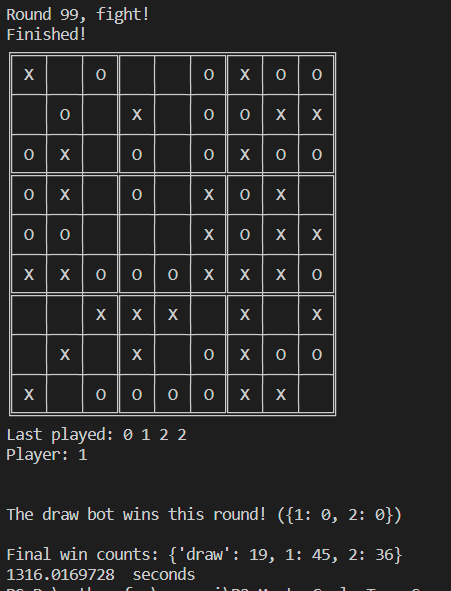 Round 99, fight!
Finished!
X O O X O O
O X O O X X
O X O O X O O
O X O X O X
O O X O X X
X X O O O X X X O
X X X X X
X X O X O O
X O O O O X X
Last played: 0 1 2 2
Player: 1
The draw bot wins this round! ({1: 0, 2: 0})
Final win counts: {'draw': 19, 1: 45, 2: 36}
1316.0169728 seconds